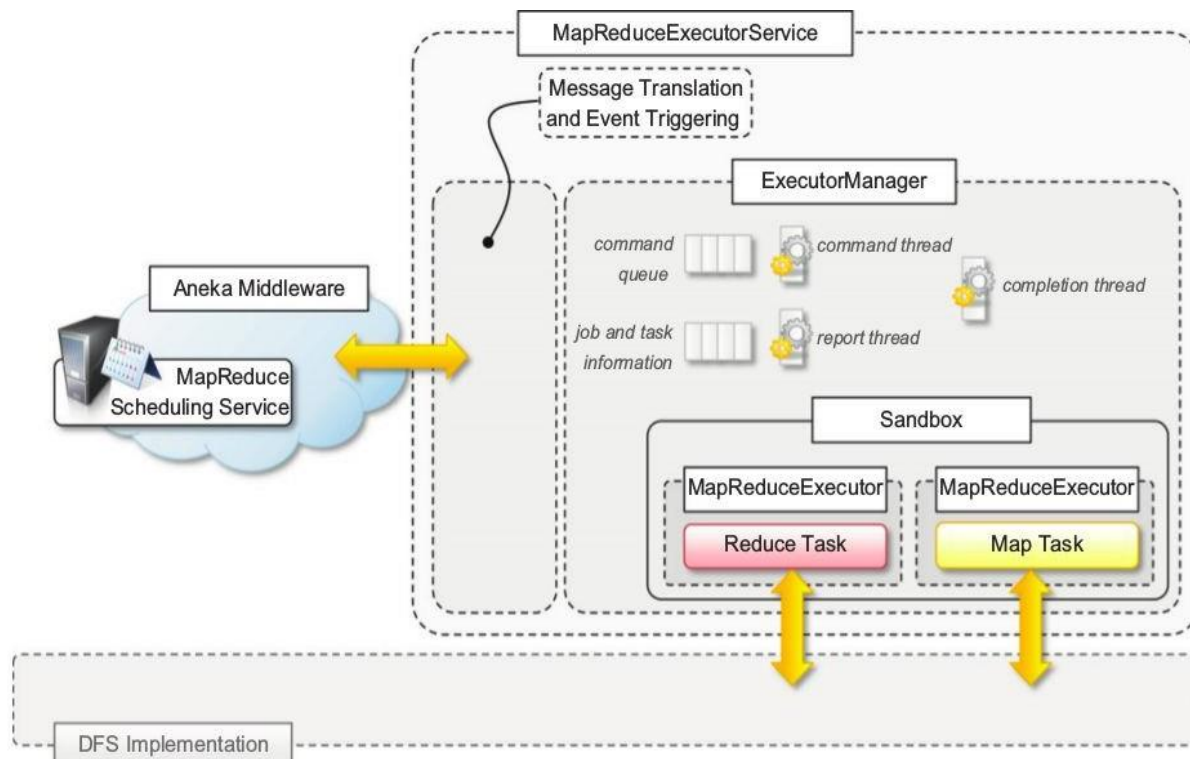 MapReduceExecutorService
Message Translation
and Event Triggering
ExecutorManager
command
queue
command thread
completion thread
Aneka Middleware
job and task
information
report thread
MapReduce
Scheduling Service
Sandbox
MapReduceExecutor
MapReduceExecutor
Reduce Task
Map Task
DFS Implementation